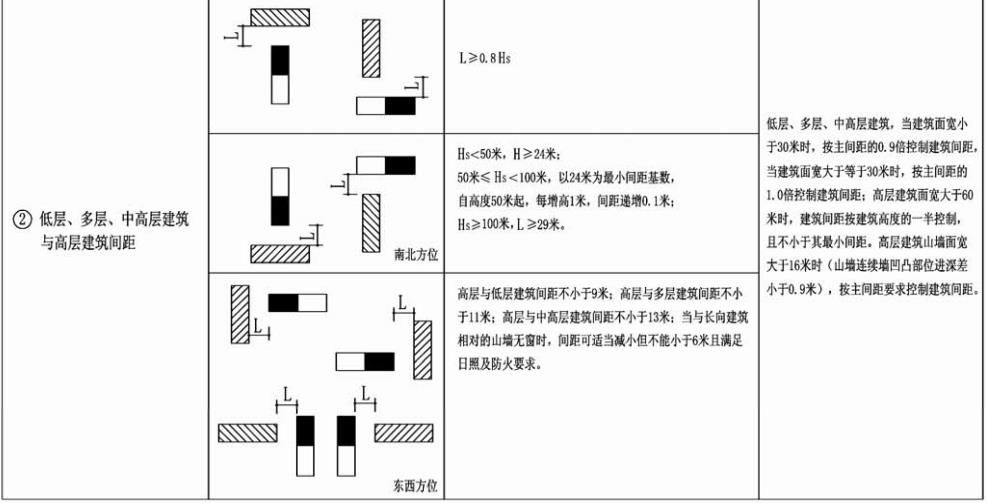 ② 低层、多层、中高层建筑
与高层建筑间距
L
L
L≥0.8Hs
L
L
南北方位
Hs<50米，H≥24米；
50米≤Hs<100米，以24米为最小间距基数，
自高度50米起，每增高1米，间距递增0.1米；
Hs≥100米，L≥29米。
L
L
L
L
东西方位
高层与低层建筑间距不小于9米；高层与多层建筑间距不小
于11米；高层与中高层建筑间距不小于13米；当与长向建筑
相对的山墙无窗时，间距可适当减小但不能小于6米且满足
日照及防火要求。
低层、多层、中高层建筑，当建筑面宽小
于30米时，按主间距的0.9倍控制建筑间距，
当建筑面宽大于等于30米时，按主间距的
1.0倍控制建筑间距；高层建筑面宽大于60
米时，建筑间距按建筑高度的一半控制，
且不小于其最小间距。高层建筑山墙面宽
大于16米时（山墙连续墙凹凸部位进深差
小于0.9米），按主间距要求控制建筑间距。